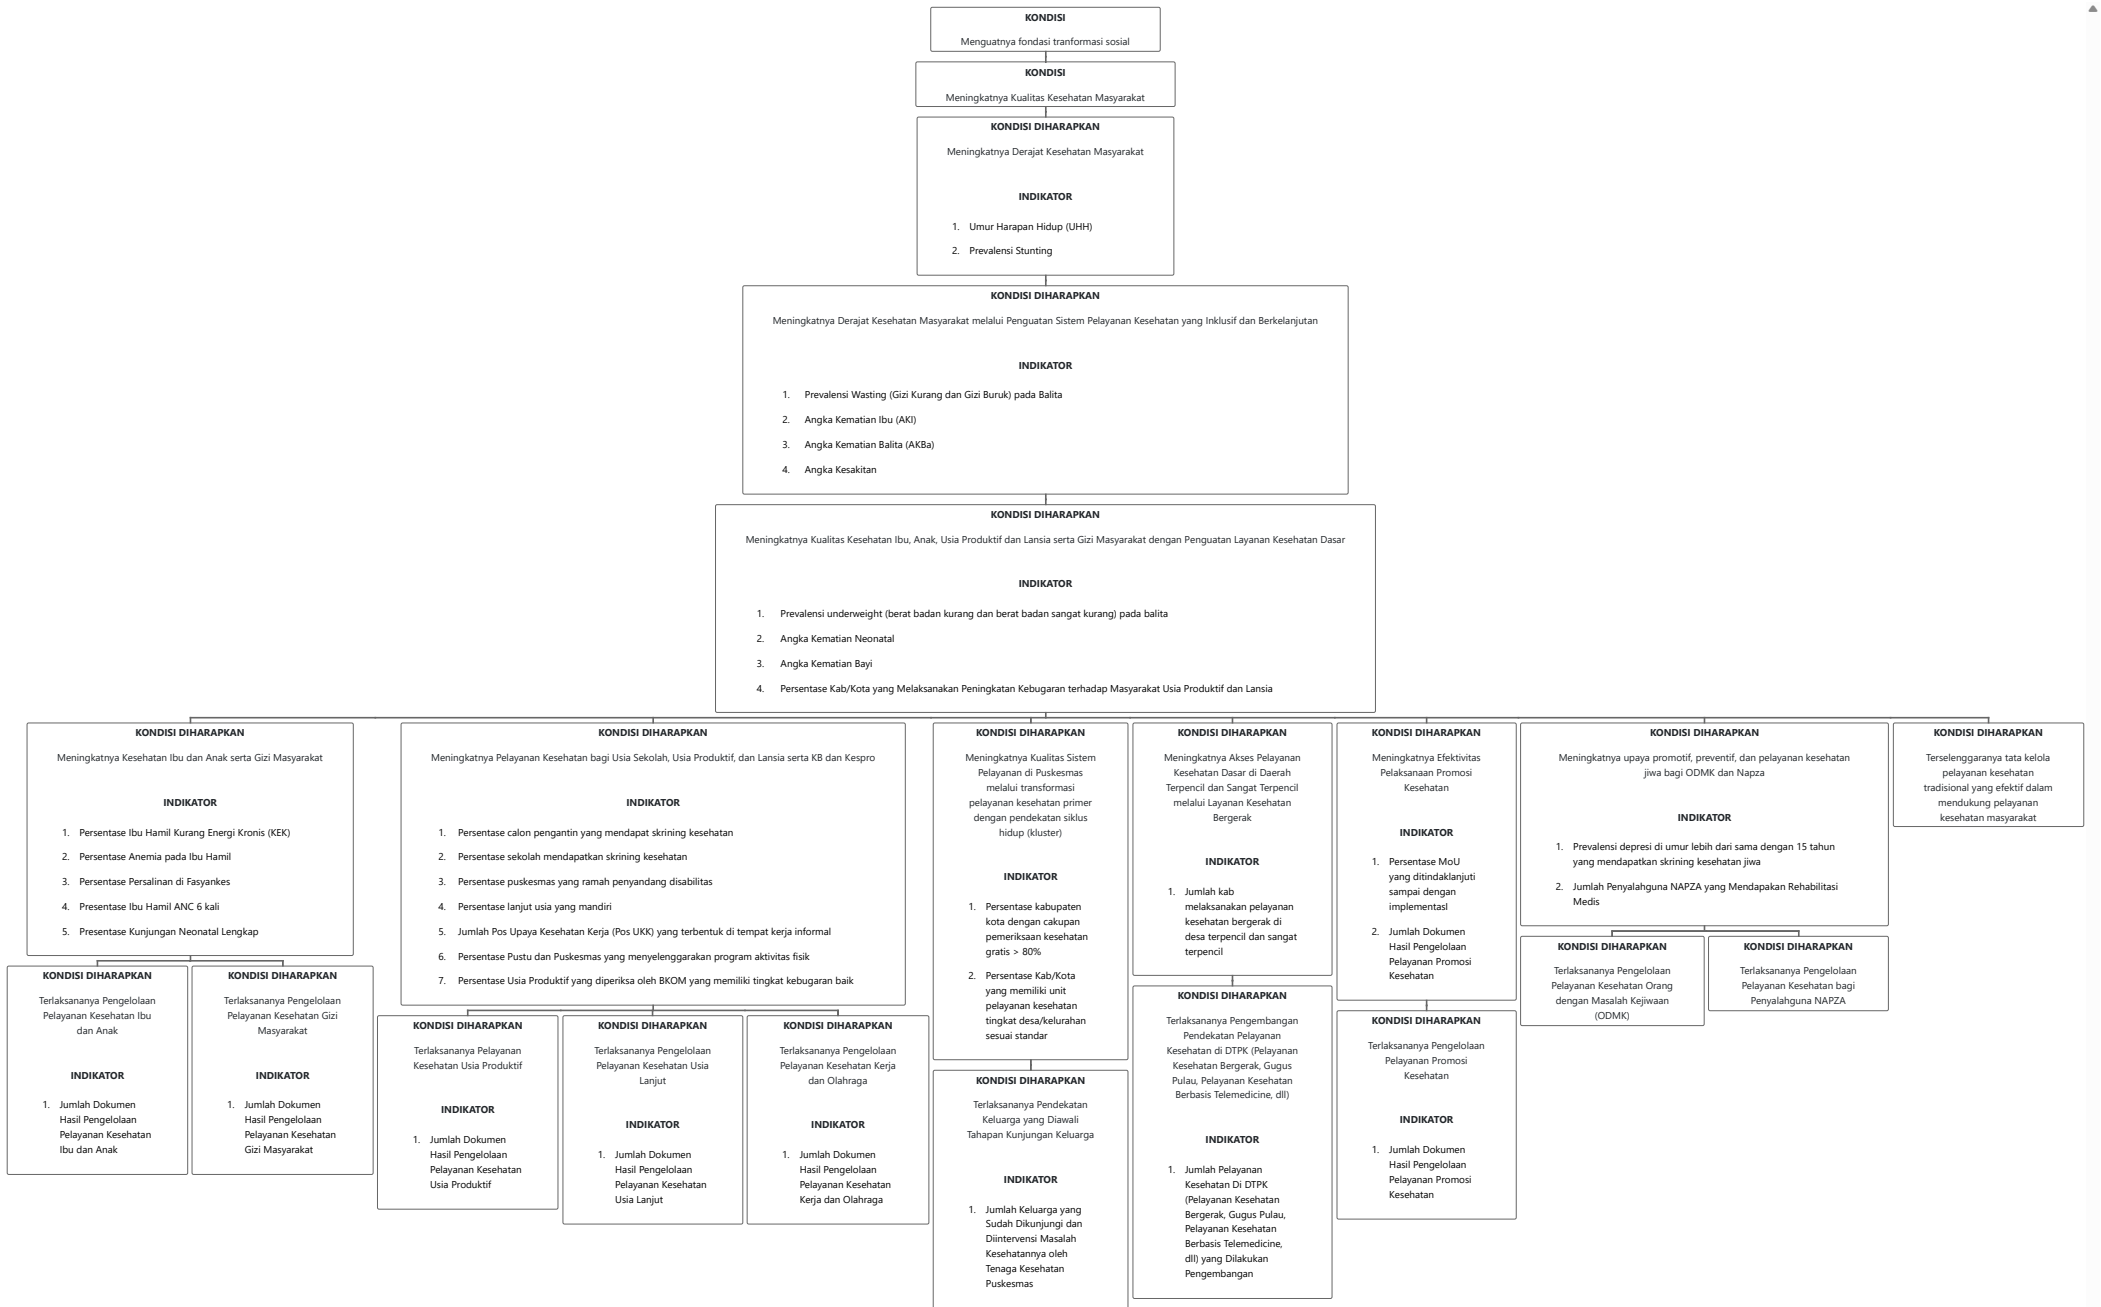 KONDISI
Menguatnya fondasi tranformasi sosial
KONDISI
Meningkatnya Kualitas Kesehatan Masyarakat
KONDISI DIHARAPKAN
Meningkatnya Derajat Kesehatan Masyarakat
INDIKATOR
1. Umur Harapan Hidup (UHH)
2. Prevalensi Stunting
KONDISI DIHARAPKAN
Meningkatnya Derajat Kesehatan Masyarakat melalui Penguatan Sistem Pelayanan Kesehatan yang Inklusif dan Berkelanjutan
INDIKATOR
1. Prevalensi Wasting (Gizi Kurang dan Gizi Buruk) pada Balita
2. Angka Kematian Ibu (AKI)
3. Angka Kematian Balita (AKBa)
4. Angka Kesakitan
KONDISI DIHARAPKAN
Meningkatnya Kualitas Kesehatan Ibu, Anak, Usia Produktif dan Lansia serta Gizi Masyarakat dengan Penguatan Layanan Kesehatan Dasar
INDIKATOR
1. Prevalensi underweight (berat badan kurang dan berat badan sangat kurang) pada balita
2. Angka Kematian Neonatal
3. Angka Kematian Bayi
4. Persentase Kab/Kota yang Melaksanakan Peningkatan Kebugaran terhadap Masyarakat Usia Produktif dan Lansia
KONDISI DIHARAPKAN
Meningkatnya Kesehatan Ibu dan Anak serta Gizi Masyarakat
INDIKATOR
1. Persentase Ibu Hamil Kurang Energi Kronis (KEK)
2. Persentase Anemia pada Ibu Hamil
3. Persentase Persalinan di Fasyankes
4. Presentase Ibu Hamil ANC 6 kali
5. Presentase Kunjungan Neonatal Lengkap
KONDISI DIHARAPKAN
Terlaksananya Pengelolaan
Pelayanan Kesehatan Ibu
dan Anak
INDIKATOR
1. Jumlah Dokumen
Hasil Pengelolaan
Pelayanan Kesehatan
Ibu dan Anak
KONDISI DIHARAPKAN
Terlaksananya Pengelolaan
Pelayanan Kesehatan Gizi
Masyarakat
INDIKATOR
1. Jumlah Dokumen
Hasil Pengelolaan
Pelayanan Kesehatan
Gizi Masyarakat
KONDISI DIHARAPKAN
Meningkatnya Pelayanan Kesehatan bagi Usia Sekolah, Usia Produktif, dan Lansia serta KB dan Kespro
INDIKATOR
1. Persentase calon pengantin yang mendapat skrining kesehatan
2. Persentase sekolah mendapatkan skrining kesehatan
3. Persentase puskesmas yang ramah penyandang disabilitas
4. Persentase lanjut usia yang mandiri
5. Jumlah Pos Upaya Kesehatan Kerja (Pos UKK) yang terbentuk di tempat kerja informal
6. Persentase Pustu dan Puskesmas yang menyelenggarakan program aktivitas fisik
7. Persentase Usia Produktif yang diperiksa oleh BKOM yang memiliki tingkat kebugaran baik
KONDISI DIHARAPKAN
Terlaksananya Pelayanan
Kesehatan Usia Produktif
INDIKATOR
1. Jumlah Dokumen
Hasil Pengelolaan
Pelayanan Kesehatan
Usia Produktif
KONDISI DIHARAPKAN
Terlaksananya Pengelolaan
Pelayanan Kesehatan Usia
Lanjut
INDIKATOR
1. Jumlah Dokumen
Hasil Pengelolaan
Pelayanan Kesehatan
Usia Lanjut
KONDISI DIHARAPKAN
Terlaksananya Pengelolaan
Pelayanan Kesehatan Kerja
dan Olahraga
INDIKATOR
1. Jumlah Dokumen
Hasil Pengelolaan
Pelayanan Kesehatan
Kerja dan Olahraga
KONDISI DIHARAPKAN
Meningkatnya Kualitas Sistem
Pelayanan di Puskesmas
melalui transformasi
pelayanan kesehatan primer
dengan pendekatan siklus
hidup (kluster)
INDIKATOR
1. Persentase kabupaten
kota dengan cakupan
pemeriksaan kesehatan
gratis > 80%
2. Persentase Kab/Kota
yang memiliki unit
pelayanan kesehatan
tingkat desa/kelurahan
sesuai standar
KONDISI DIHARAPKAN
Terlaksananya Pendekatan
Keluarga yang Diawali
Tahapan Kunjungan Keluarga
INDIKATOR
1. Jumlah Keluarga yang
Sudah Dikunjungi dan
Diintervensi Masalah
Kesehatannya oleh
Tenaga Kesehatan
Puskesmas
KONDISI DIHARAPKAN
Meningkatnya Akses Pelayanan
Kesehatan Dasar di Daerah
Terpencil dan Sangat Terpencil
melalui Layanan Kesehatan
Bergerak
INDIKATOR
1. Jumlah kab
melaksanakan pelayanan
kesehatan bergerak di
desa terpencil dan sangat
terpencil
KONDISI DIHARAPKAN
Terlaksananya Pengembangan
Pendekatan Pelayanan
Kesehatan di DTPK (Pelayanan
Kesehatan Bergerak, Gugus
Pulau, Pelayanan Kesehatan
Berbasis Telemedicine, dll)
INDIKATOR
1. Jumlah Pelayanan
Kesehatan Di DTPK
(Pelayanan Kesehatan
Bergerak, Gugus Pulau,
Pelayanan Kesehatan
Berbasis Telemedicine,
dll) yang Dilakukan
Pengembangan
KONDISI DIHARAPKAN
Meningkatnya Efektivitas
Pelaksanaan Promosi
Kesehatan
INDIKATOR
1. Persentase MoU
yang ditindaklanjuti
sampai dengan
implementasI
2. Jumlah Dokumen
Hasil Pengelolaan
Pelayanan Promosi
Kesehatan
KONDISI DIHARAPKAN
Terlaksananya Pengelolaan
Pelayanan Promosi
Kesehatan
INDIKATOR
1. Jumlah Dokumen
Hasil Pengelolaan
Pelayanan Promosi
Kesehatan
KONDISI DIHARAPKAN
Meningkatnya upaya promotif, preventif, dan pelayanan kesehatan
jiwa bagi ODMK dan Napza
INDIKATOR
1. Prevalensi depresi di umur lebih dari sama dengan 15 tahun
yang mendapatkan skrining kesehatan jiwa
2. Jumlah Penyalahguna NAPZA yang Mendapakan Rehabilitasi
Medis
KONDISI DIHARAPKAN
Terlaksananya Pengelolaan
Pelayanan Kesehatan Orang
dengan Masalah Kejiwaan
(ODMK)
KONDISI DIHARAPKAN
Terlaksananya Pengelolaan
Pelayanan Kesehatan bagi
Penyalahguna NAPZA
KONDISI DIHARAPKAN
Terselenggaranya tata kelola
pelayanan kesehatan
tradisional yang efektif dalam
mendukung pelayanan
kesehatan masyarakat